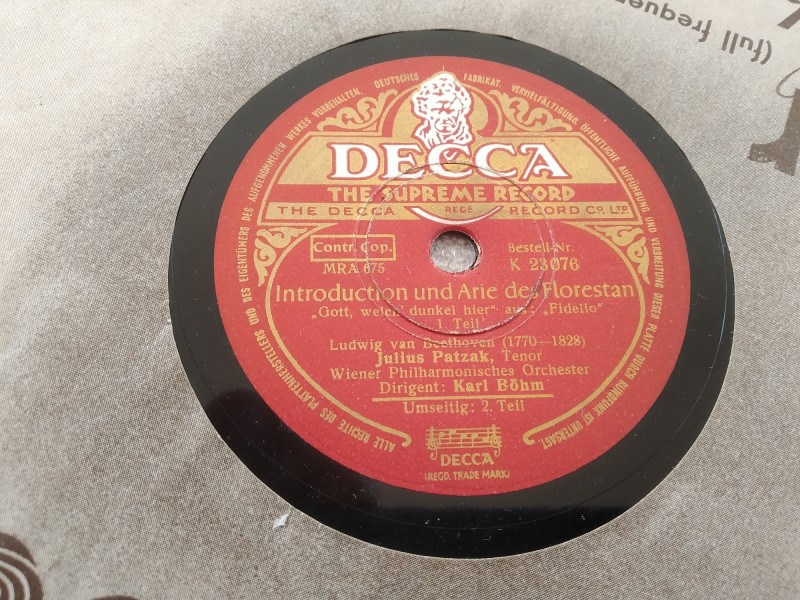 (full frequen
ALLE RECHTE DES PLATTENHERSTELLERS UND DES EIGENTÜMERS DES AUFGENOMMENEN WERKES VORBEHALTEN. DEUTSCHES FABRIKAT. VERVIELFÄLTIGUNG, ÖFFENTLICHE AUFFÜHRUNG UND VERBREITUNG DIESER PLATTE DURCH RUNDFUNK IST UNTERSAGT.
DECCA
THE SUPREME RECORD
THE DECCA REGD RECORD CO. LTD
Contr. Cop. Bestell-Nr.
MRA 675 K 23076
Introduction und Arie des Florestan
„Gott, welch' dunkel hier" aus: „Fidelio"
1. Teil
Ludwig van Beethoven (1770—1828)
Julius Patzak, Tenor
Wiener Philharmonisches Orchester
Dirigent: Karl Böhm
Umseitig: 2. Teil
DECCA
(REGD. TRADE MARK)